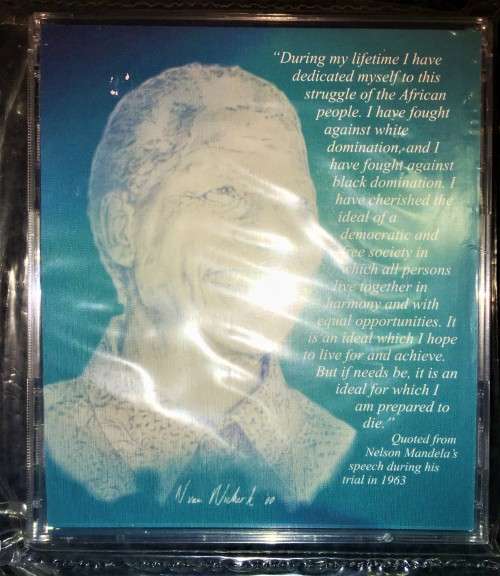 “During my lifetime I have
dedicated myself to this
struggle of the African
people. I have fought
against white
domination, and I
have fought against
black domination. I
have cherished the
ideal of a
democratic and
free society in
which all persons
live together in
harmony and with
equal opportunities. It
is an ideal which I hope
to live for and achieve.
But if needs be, it is an
ideal for which I
am prepared to
die.”
Quoted from
Nelson Mandela’s
speech during his
trial in 1963
N van Niekerk 00